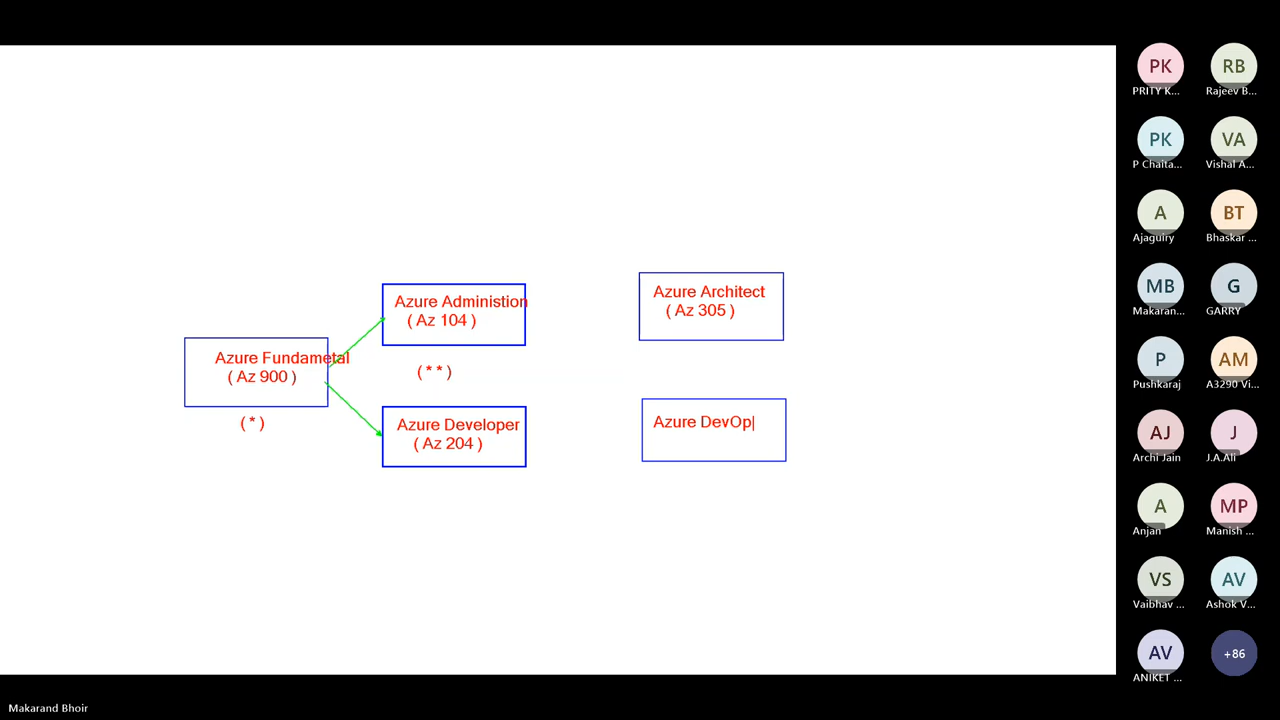 Azure Fundametal
( Az 900 )
( * )
Azure Administion
( Az 104 )
( * * )
Azure Developer
( Az 204 )
Azure Architect
( Az 305 )
Azure DevOp
PK
PRITY K...
RB
Rajeev B...
PK
P Chaita...
VA
Vishal A...
A
Ajaguiry
BT
Bhaskar ...
MB
Makaran...
G
GARRY
P
Pushkaraj
AM
A3290 Vi...
AJ
Archi Jain
J
J.A.Ali
A
Anjan
MP
Manish ...
VS
Vaibhav ...
AV
Ashok V...
AV
ANIKET ...
+86
Makarand Bhoir